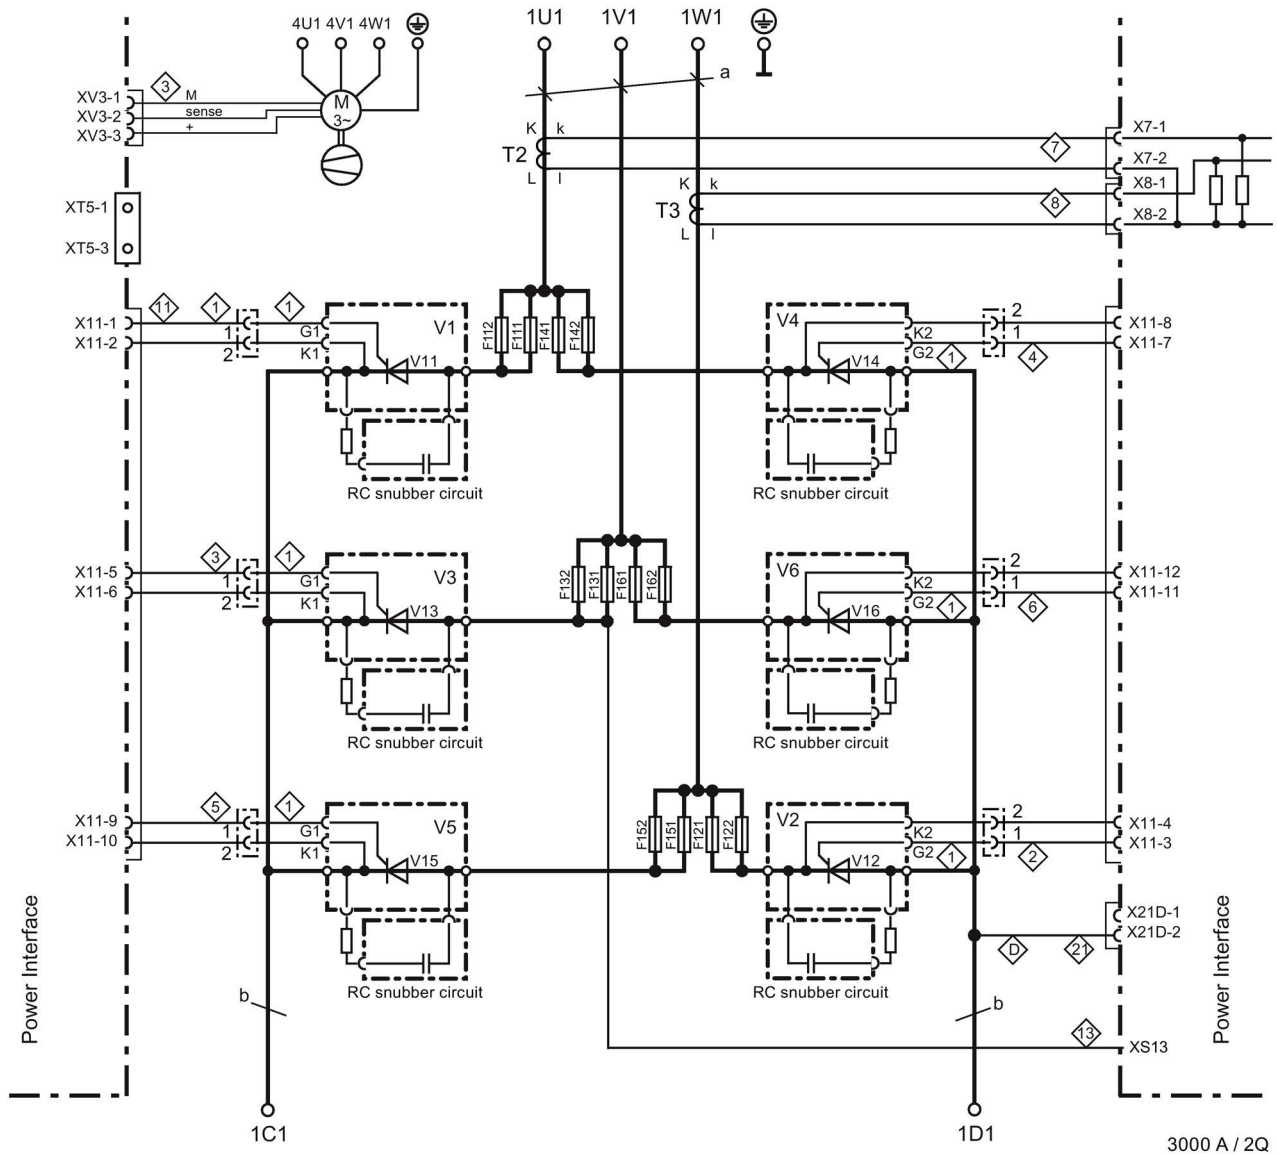 4U1 4V1 4W1
1U1 1V1 1W1
a
3
XV3-1 M
XV3-2 sense
XV3-3 +
M
3~
XT5-1
XT5-3
K k
T2
L l
7
X7-1
X7-2
K k
T3
L l
8
X8-1
X8-2
11 1 1
X11-1
X11-2
1
2
G1
K1
V1
V11
F112 F111 F141 F142
V4
V14
K2
G2
1
2
1
4
X11-8
X11-7
RC snubber circuit
RC snubber circuit
3 1
X11-5
X11-6
1
2
G1
K1
V3
V13
F132 F131 F161 F162
V6
V16
K2
G2
1
2
1
6
X11-12
X11-11
RC snubber circuit
RC snubber circuit
5 1
X11-9
X11-10
1
2
G1
K1
V5
V15
F152 F151 F121 F122
V2
V12
K2
G2
1
2
1
2
X11-4
X11-3
RC snubber circuit
RC snubber circuit
X21D-1
X21D-2
D 21
b
b
13
XS13
Power Interface
Power Interface
1C1
1D1
3000 A / 2Q